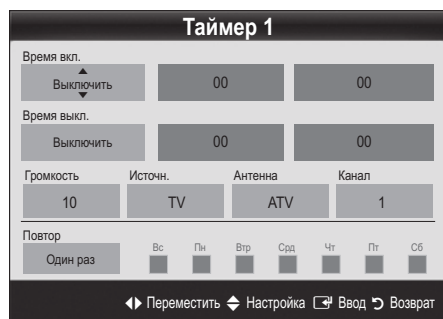 Таймер 1
Время вкл.
Выключить 00 00
Время выкл.
Выключить 00 00
Громкость Источн. Антенна Канал
10 TV ATV 1
Повтор
Вс Пн Втр Срд Чт Пт Сб
Один раз
Переместить Настройка Ввод Возврат